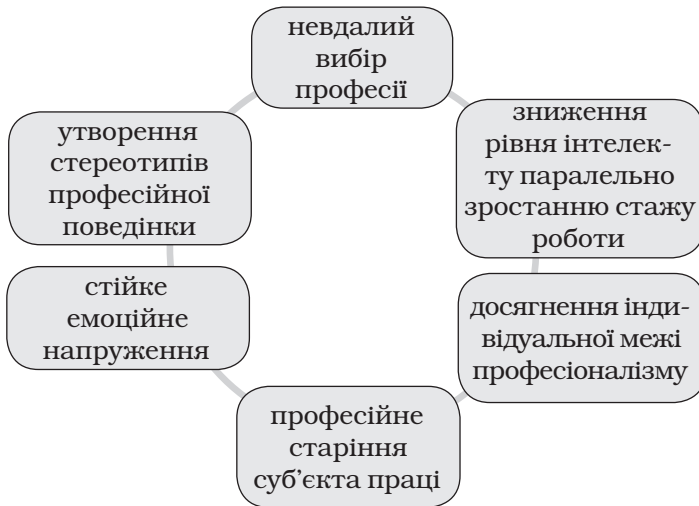 невдалий
вибір
професії
зниження
рівня інтелек-
ту паралельно
зростанню стажу
роботи
досягнення інди-
відуальної межі
професіоналізму
професійне
старіння
суб’єкта праці
стійке
емоційне
напруження
утворення
стереотипів
професійної
поведінки